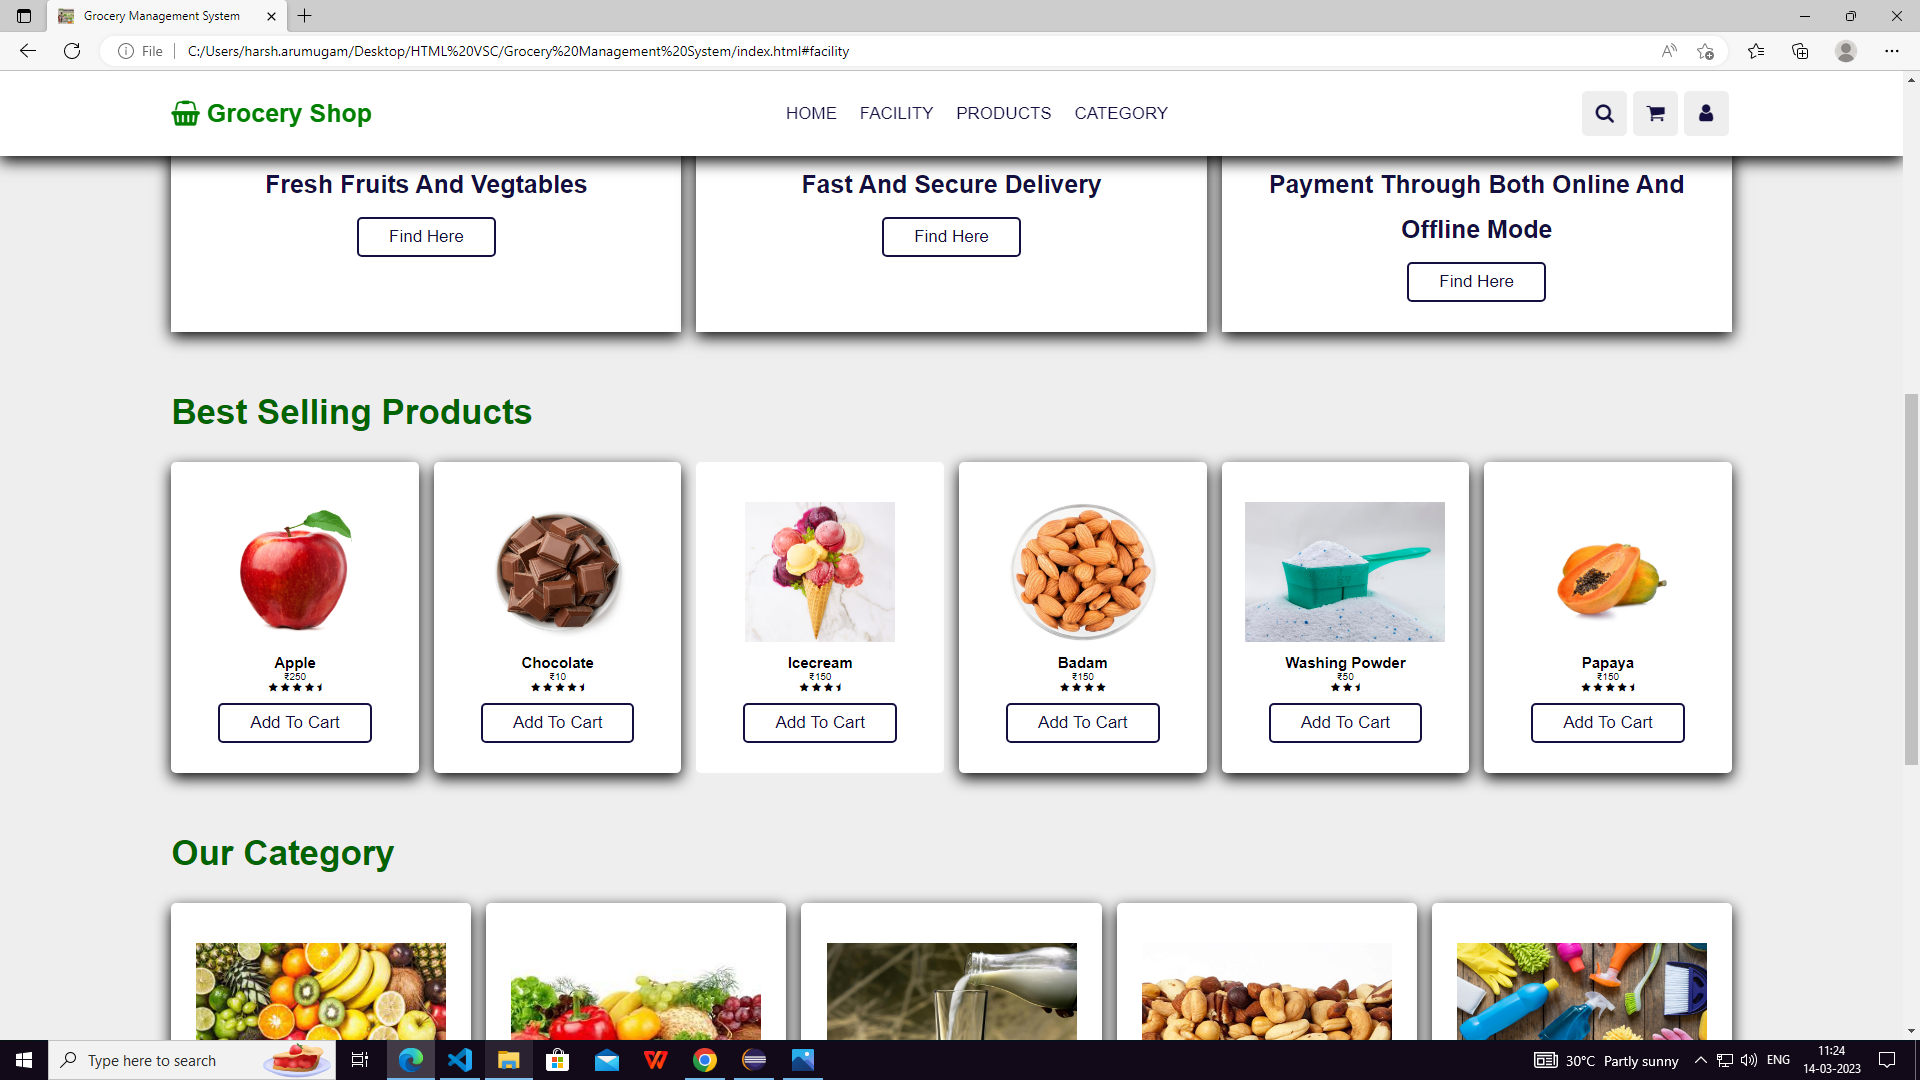 Grocery Management System
File
C:/Users/harsh.arumugam/Desktop/HTML%20VSC/Grocery%20Management%20System/index.html#facility
Grocery Shop
HOME FACILITY PRODUCTS CATEGORY
Fresh Fruits And Vegtables
Find Here
Fast And Secure Delivery
Find Here
Payment Through Both Online And
Offline Mode
Find Here
Best Selling Products
Apple
₹250
Add To Cart
Chocolate
₹10
Add To Cart
Icecream
₹150
Add To Cart
Badam
₹150
Add To Cart
Washing Powder
₹50
Add To Cart
Papaya
₹150
Add To Cart
Our Category
Type here to search
30°C Partly sunny
ENG
11:24
14-03-2023